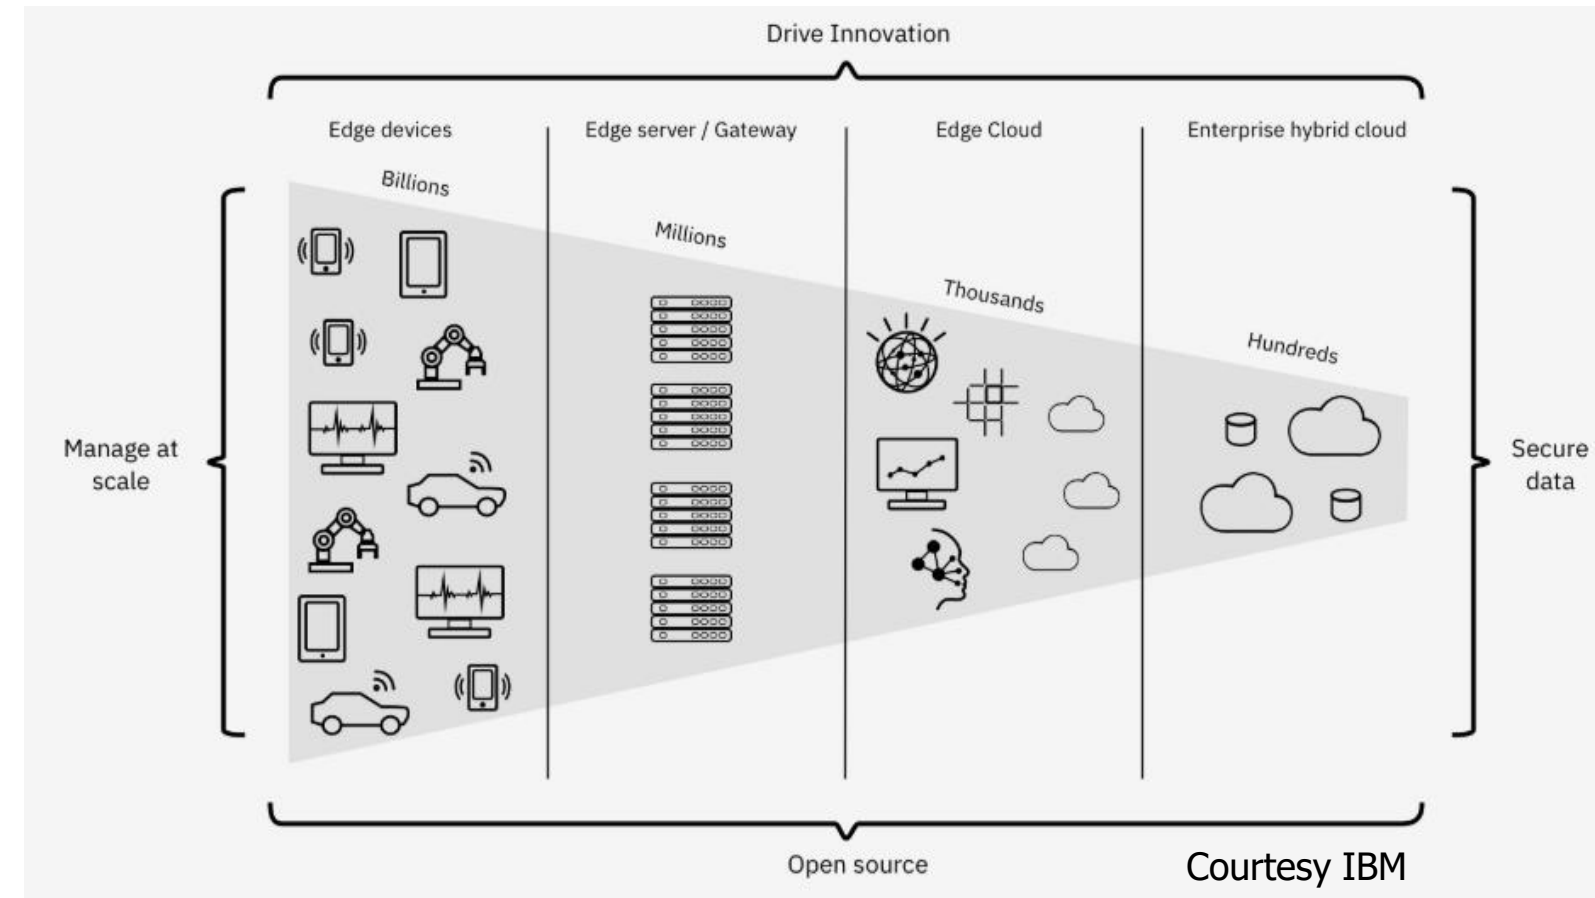 Drive Innovation
Edge devices
Edge server / Gateway
Edge Cloud
Enterprise hybrid cloud
Billions
Millions
Thousands
Hundreds
Manage at
scale
Secure
data
Open source
Courtesy IBM